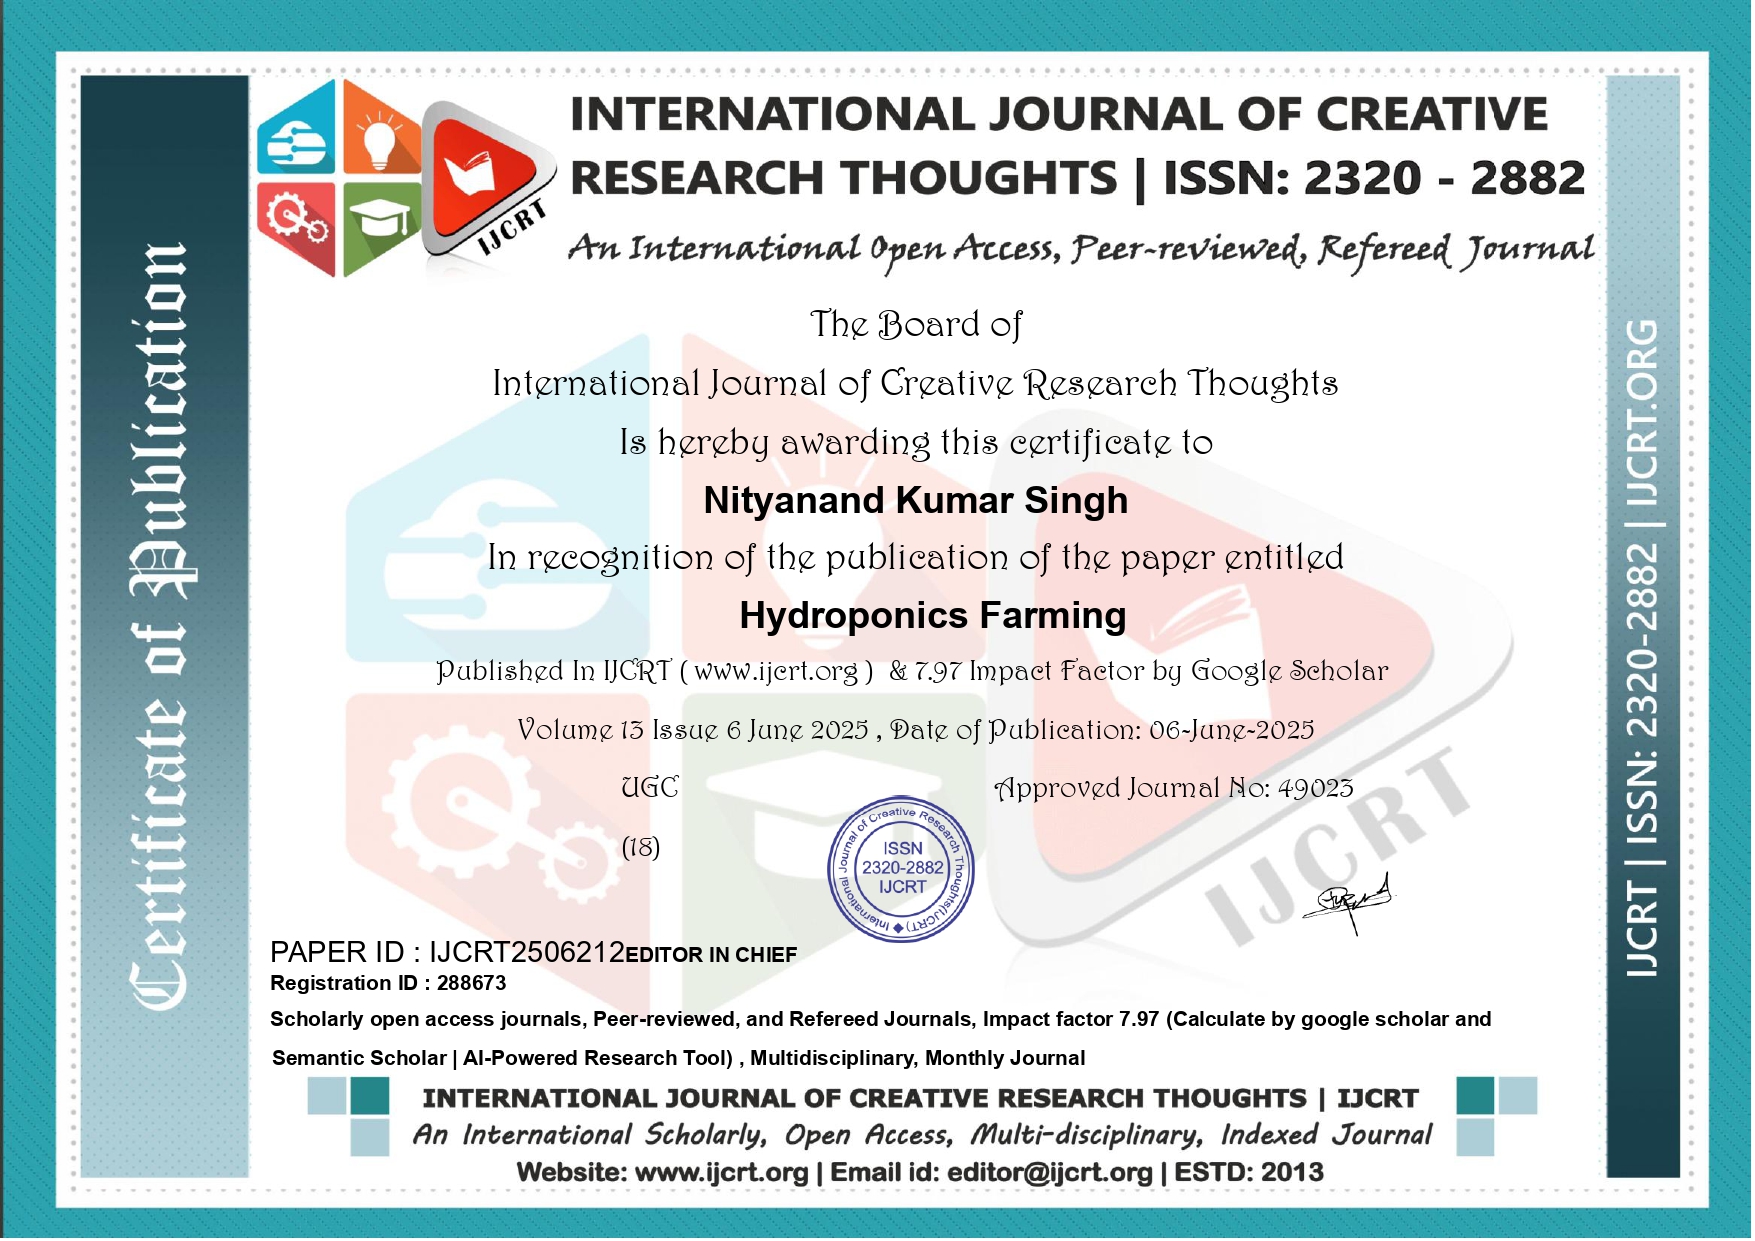 Certificate of Publication
IJCRT
INTERNATIONAL JOURNAL OF CREATIVE
RESEARCH THOUGHTS | ISSN: 2320 - 2882
An International Open Access, Peer-reviewed, Refereed Journal
The Board of
International Journal of Creative Research Thoughts
Is hereby awarding this certificate to
Nityanand Kumar Singh
In recognition of the publication of the paper entitled
Hydroponics Farming
Published In IJCRT ( www.ijcrt.org ) & 7.97 Impact Factor by Google Scholar
Volume 13 Issue 6 June 2025 , Date of Publication: 06-June-2025
UGC Approved Journal No: 49023
(18)
International Journal of Creative Research Thoughts(IJCRT)
ISSN
2320-2882
IJCRT
IJCRT
PAPER ID : IJCRT2506212EDITOR IN CHIEF
Registration ID : 288673
Scholarly open access journals, Peer-reviewed, and Refereed Journals, Impact factor 7.97 (Calculate by google scholar and
Semantic Scholar | AI-Powered Research Tool) , Multidisciplinary, Monthly Journal
INTERNATIONAL JOURNAL OF CREATIVE RESEARCH THOUGHTS | IJCRT
An International Scholarly, Open Access, Multi-disciplinary, Indexed Journal
Website: www.ijcrt.org | Email id: editor@ijcrt.org | ESTD: 2013
IJCRT | ISSN: 2320-2882 | IJCRT.ORG